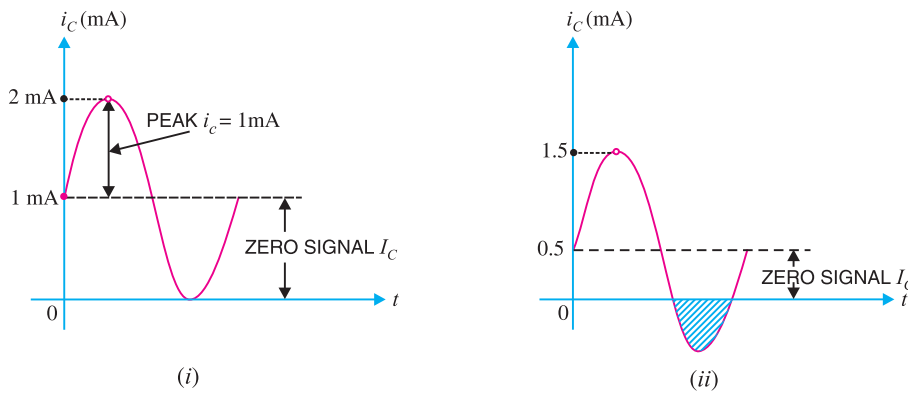 i_C (mA)
2 mA
PEAK i_c = 1mA
1 mA
ZERO SIGNAL I_C
0
t
(i)
i_C (mA)
1.5
0.5
ZERO SIGNAL I_C
0
t
(ii)